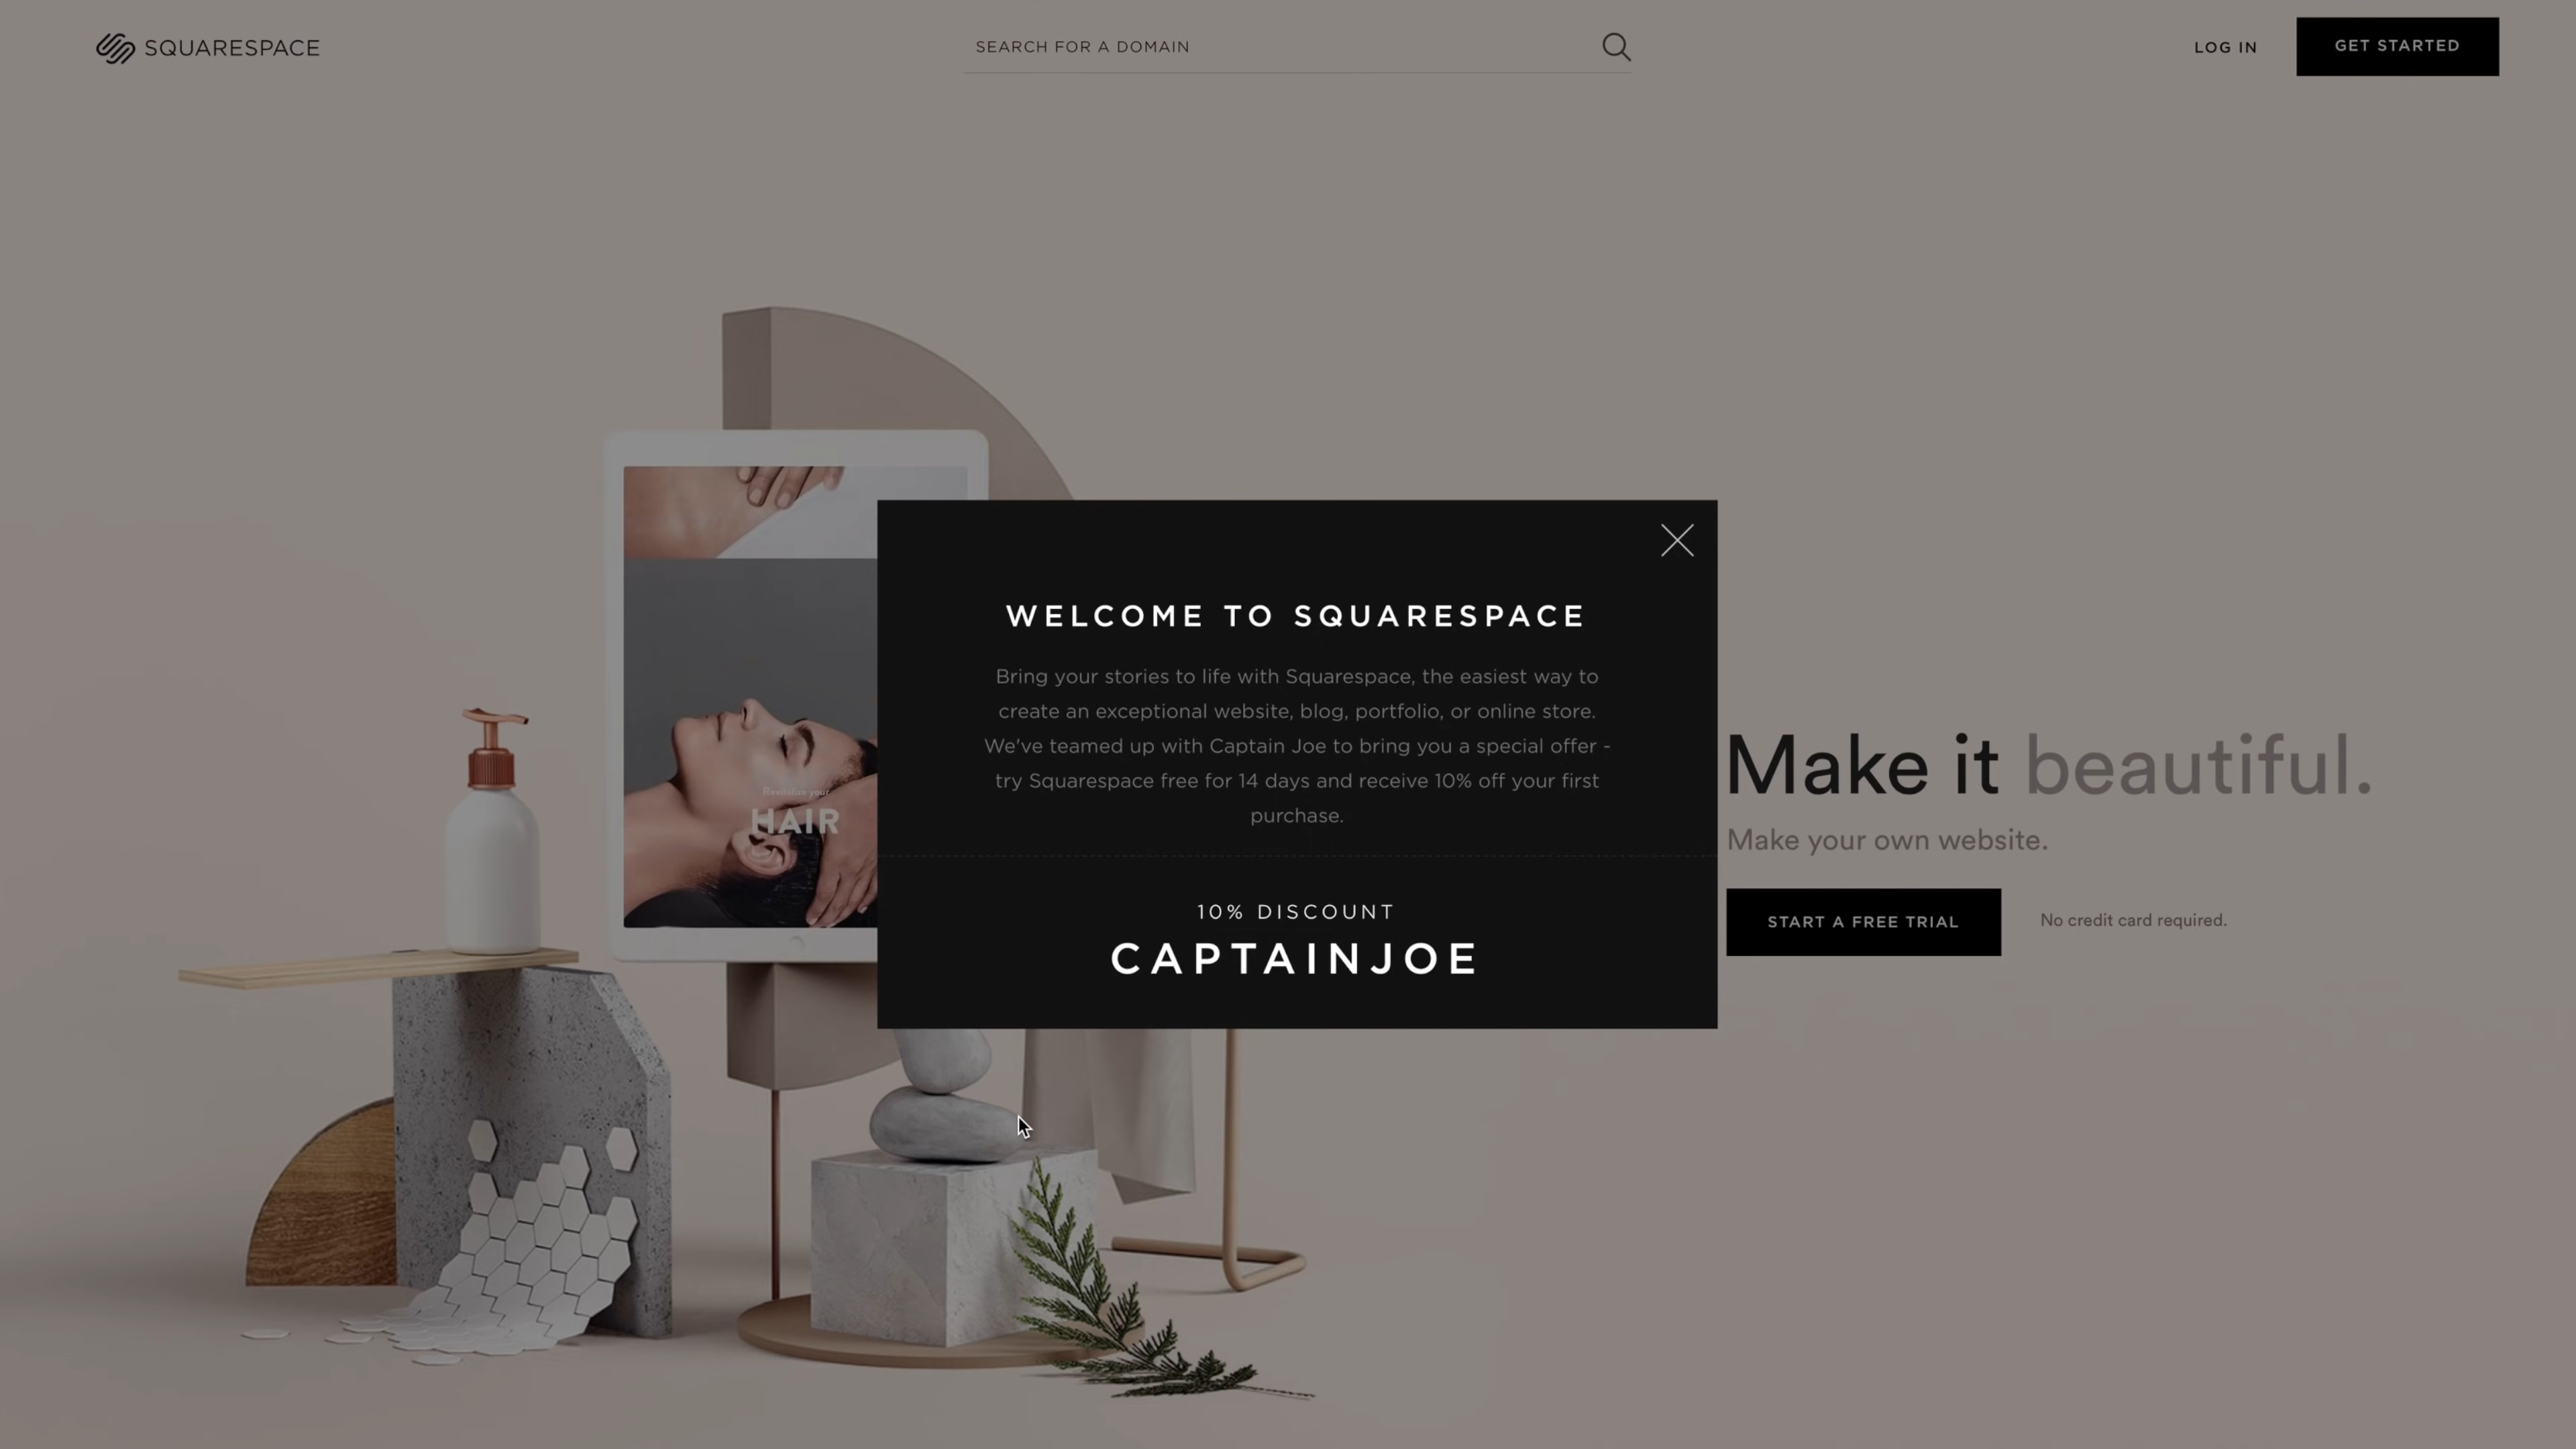 SQUARESPACE
SEARCH FOR A DOMAIN
LOG IN
GET STARTED
WELCOME TO SQUARESPACE
Bring your stories to life with Squarespace, the easiest way to
create an exceptional website, blog, portfolio, or online store.
We've teamed up with Captain Joe to bring you a special offer -
try Squarespace free for 14 days and receive 10% off your first
purchase.
10% DISCOUNT
CAPTAINJOE
Revitalize your
HAIR
Make it beautiful.
Make your own website.
START A FREE TRIAL
No credit card required.